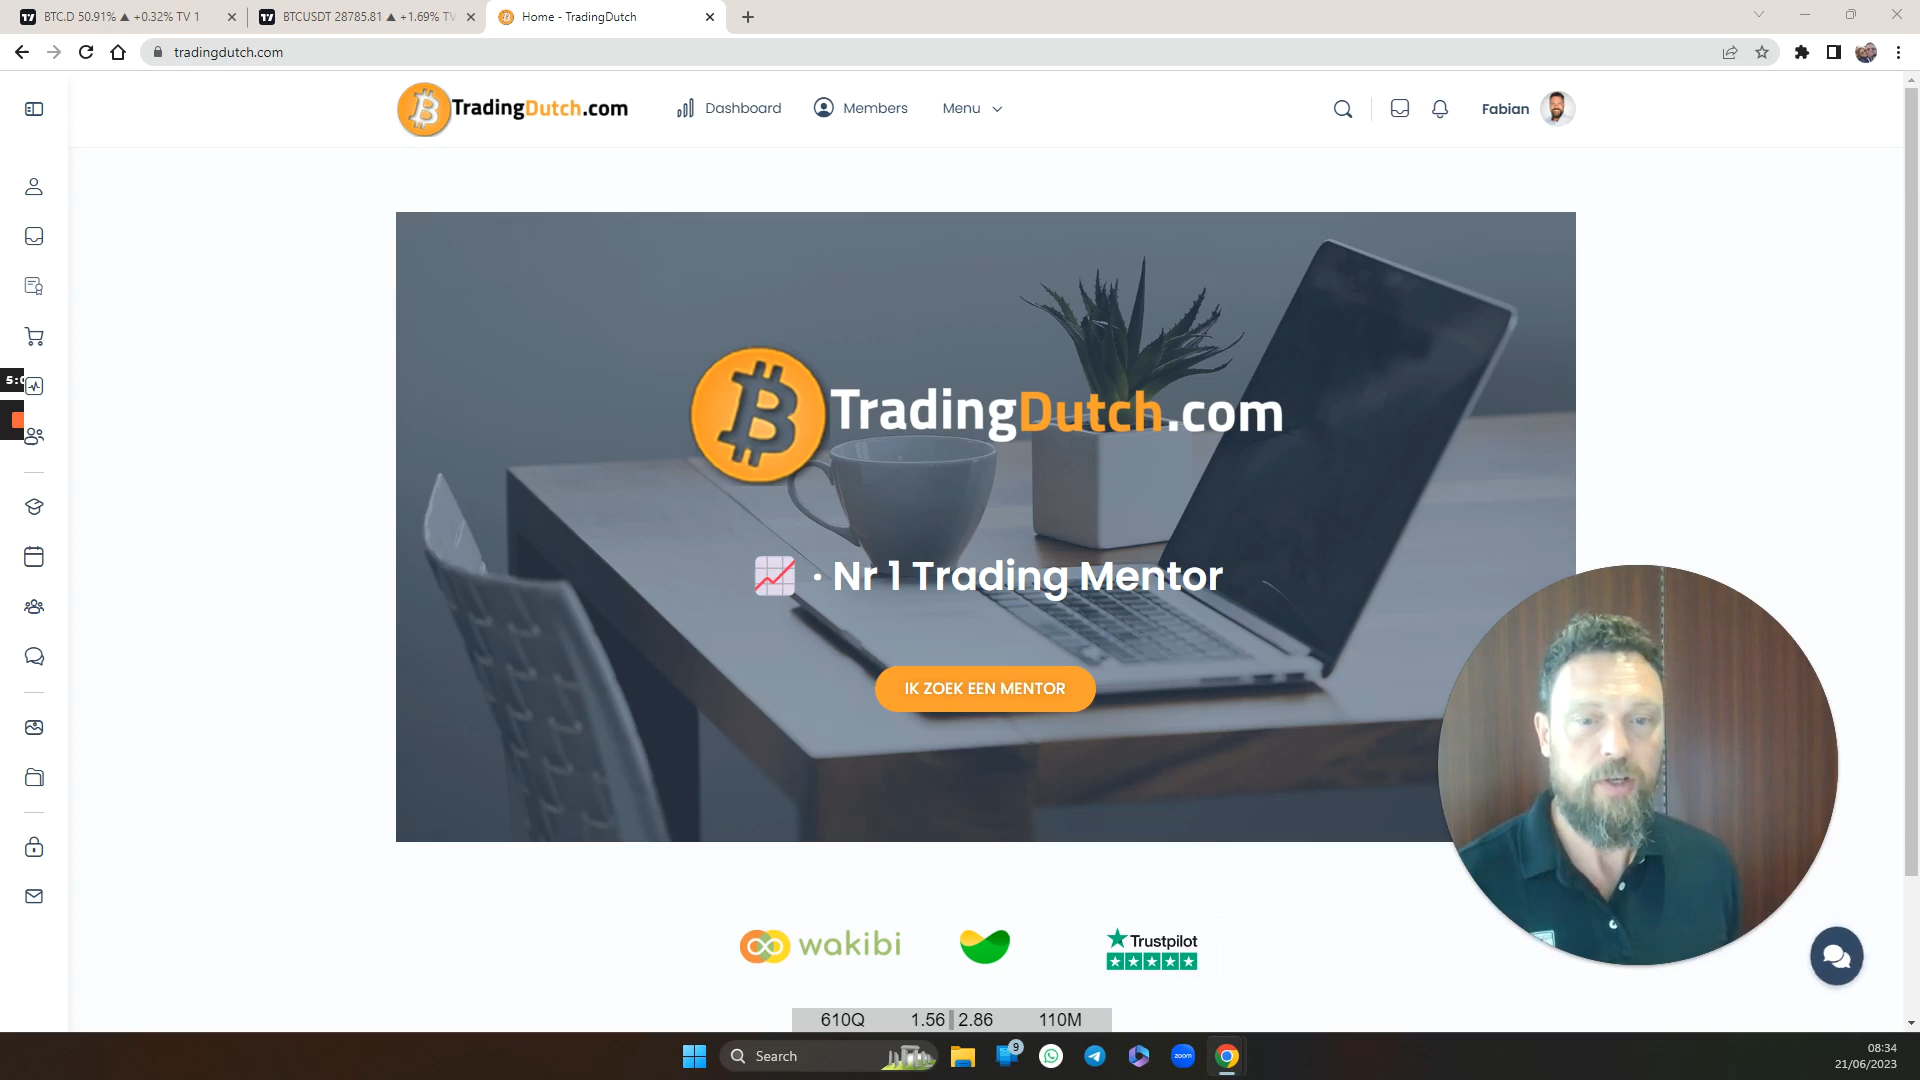 BTC.D 50.91% ▲ +0.32% TV 1
BTCUSDT 28785.81 ▲ +1.69% TV
Home - TradingDutch
tradingdutch.com
TradingDutch.com
Dashboard
Members
Menu
Fabian
TradingDutch.com
· Nr 1 Trading Mentor
IK ZOEK EEN MENTOR
wakibi
Trustpilot
610Q 1.56 2.86 110M
Search
9
zoom
08:34
21/06/2023